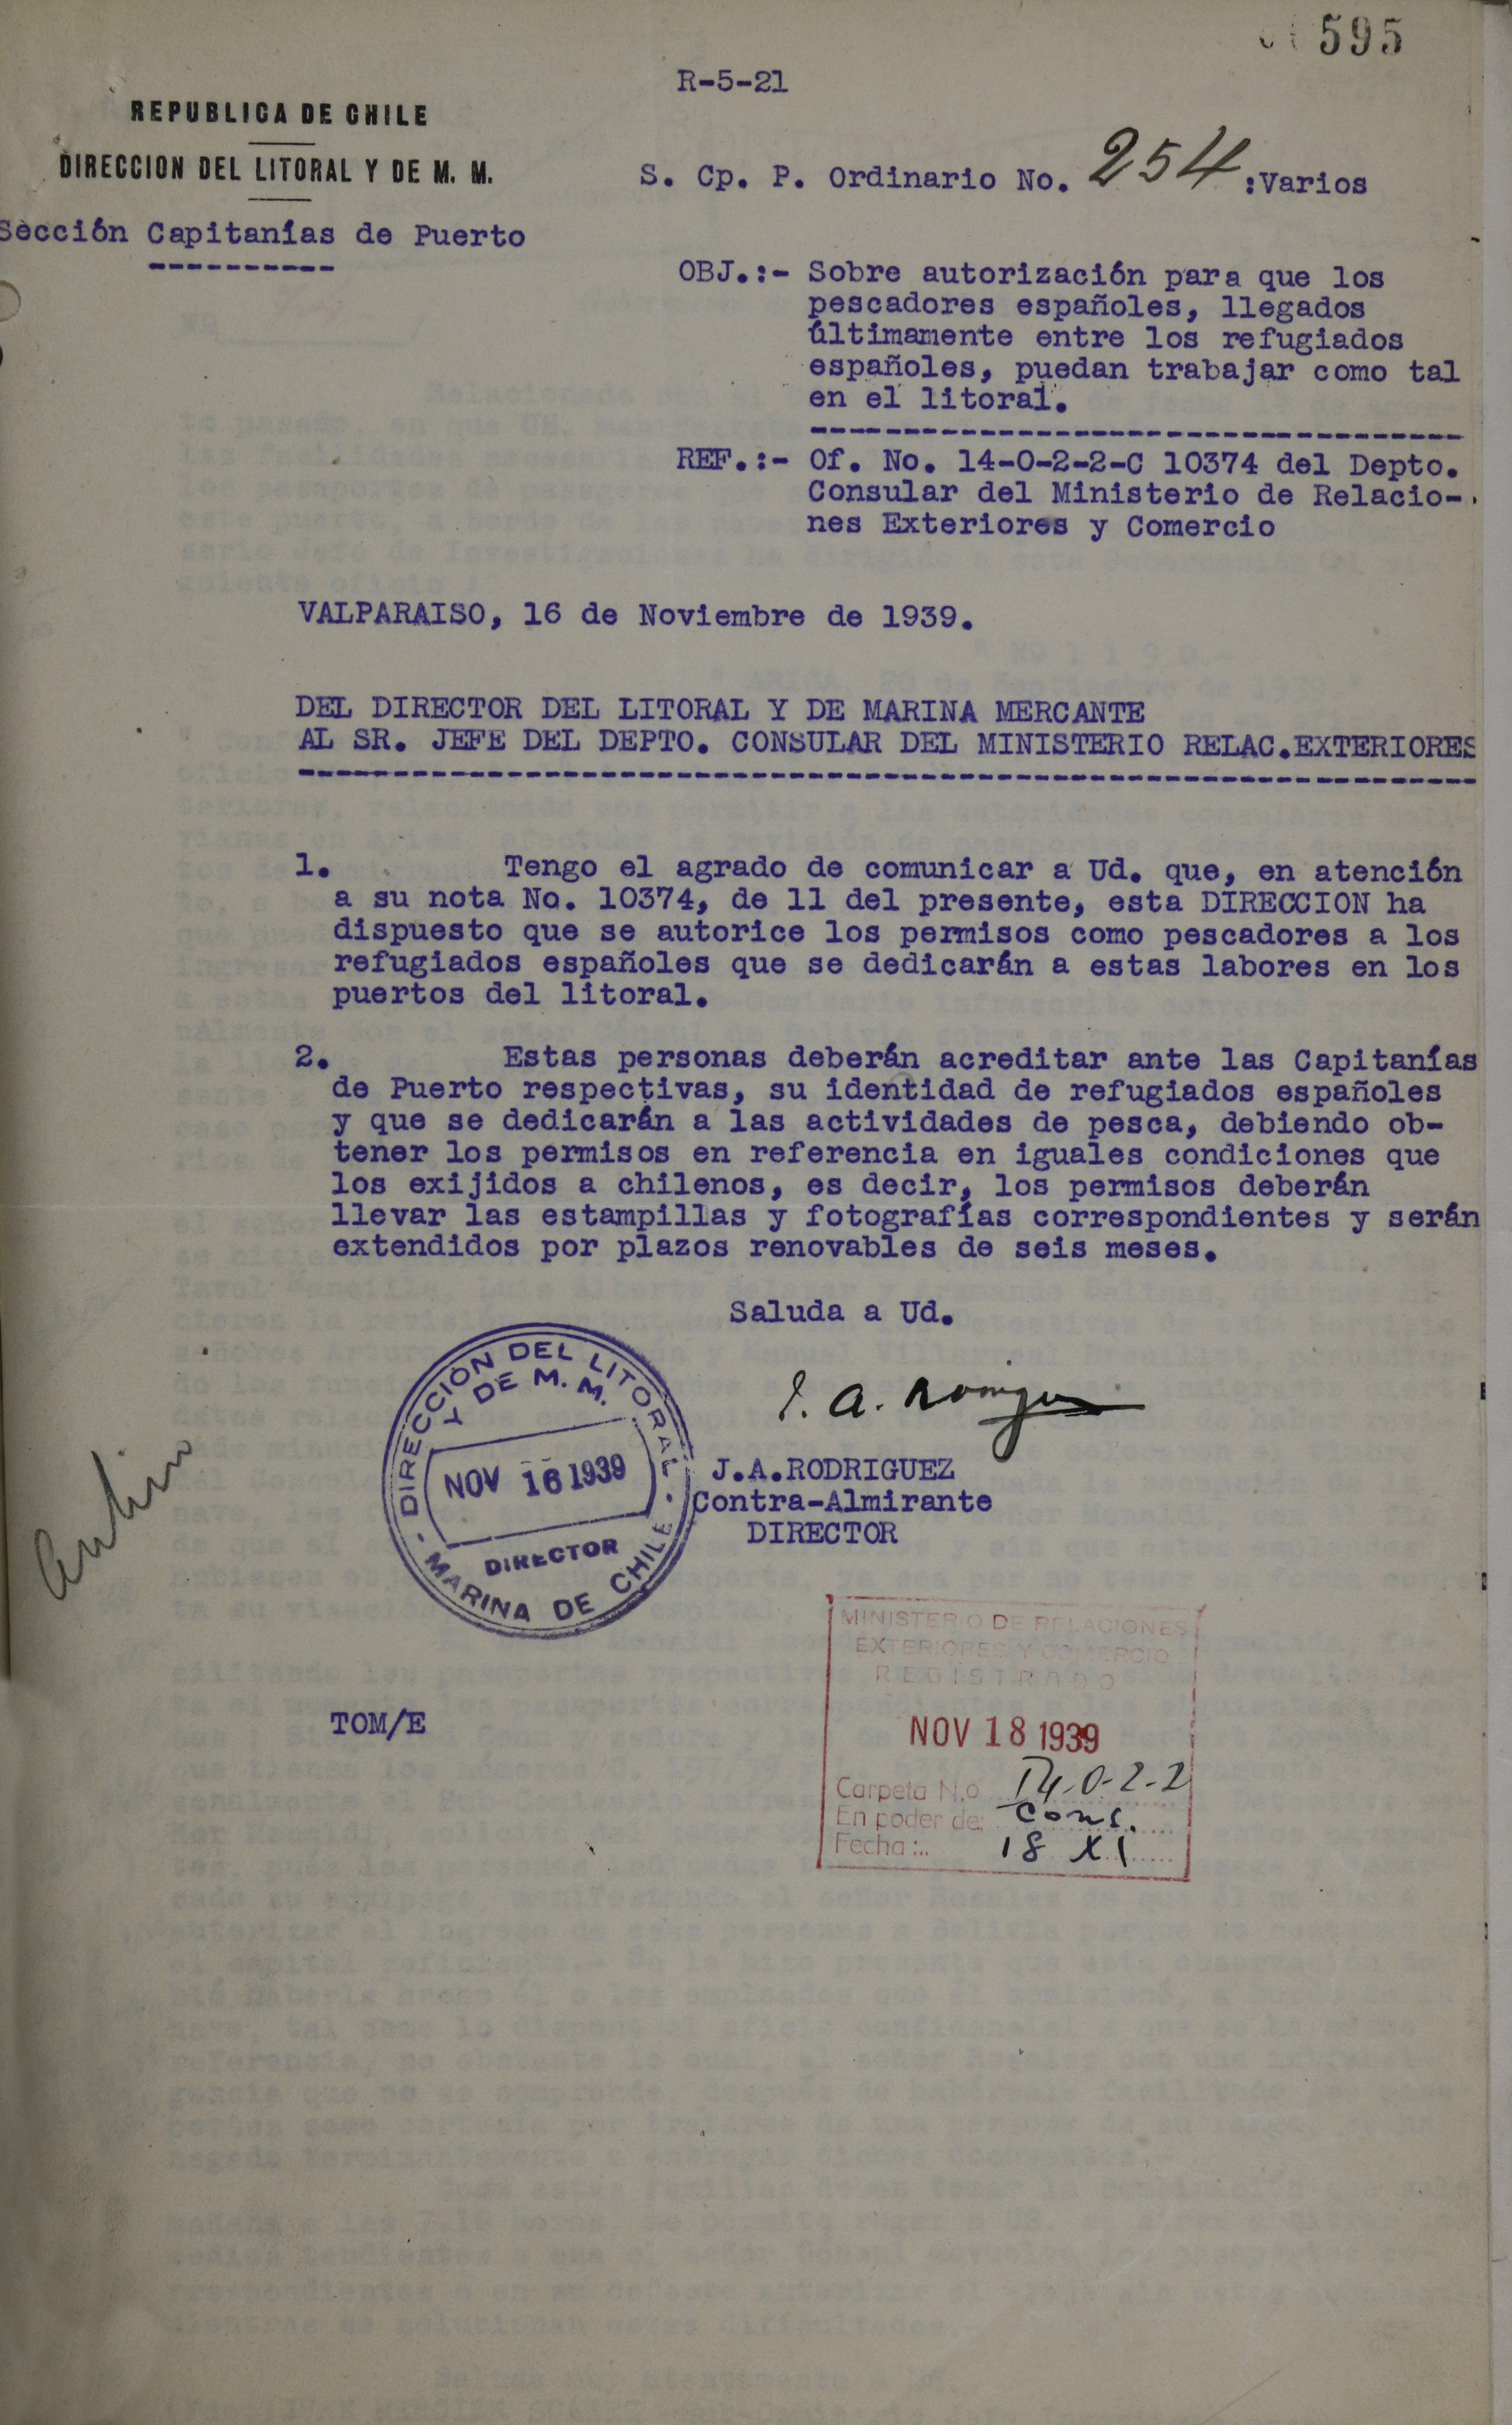 595
R-5-21
REPUBLICA DE CHILE
DIRECCION DEL LITORAL Y DE M. M.
S. Cp. P. Ordinario No. 254 :Varios
Sección Capitanías de Puerto
OBJ.:- Sobre autorización para que los
pescadores españoles, llegados
últimamente entre los refugiados
españoles, puedan trabajar como tal
en el litoral.
REF.:- Of. No. 14-0-2-2-C 10374 del Depto.
Consular del Ministerio de Relacio-
nes Exteriores y Comercio
VALPARAISO, 16 de Noviembre de 1939.
DEL DIRECTOR DEL LITORAL Y DE MARINA MERCANTE
AL SR. JEFE DEL DEPTO. CONSULAR DEL MINISTERIO RELAC.EXTERIORES
1. Tengo el agrado de comunicar a Ud. que, en atención
a su nota No. 10374, de 11 del presente, esta DIRECCION ha
dispuesto que se autorice los permisos como pescadores a los
refugiados españoles que se dedicarán a estas labores en los
puertos del litoral.
2. Estas personas deberán acreditar ante las Capitanías
de Puerto respectivas, su identidad de refugiados españoles
y que se dedicarán a las actividades de pesca, debiendo ob-
tener los permisos en referencia en iguales condiciones que
los exijidos a chilenos, es decir, los permisos deberán
llevar las estampillas y fotografías correspondientes y serán
extendidos por plazos renovables de seis meses.
Saluda a Ud.
DIRECCIÓN DEL LITORAL
Y DE M. M.
NOV 16 1939
DIRECTOR
MARINA DE CHILE
J.A.RODRIGUEZ
Contra-Almirante
DIRECTOR
MINISTERIO DE RELACIONES
EXTERIORES Y COMERCIO
REGISTRADO
NOV 18 1939
Carpeta N.o 14-0-2-2
En poder de: Cons.
Fecha:.. 18 XI
TOM/E